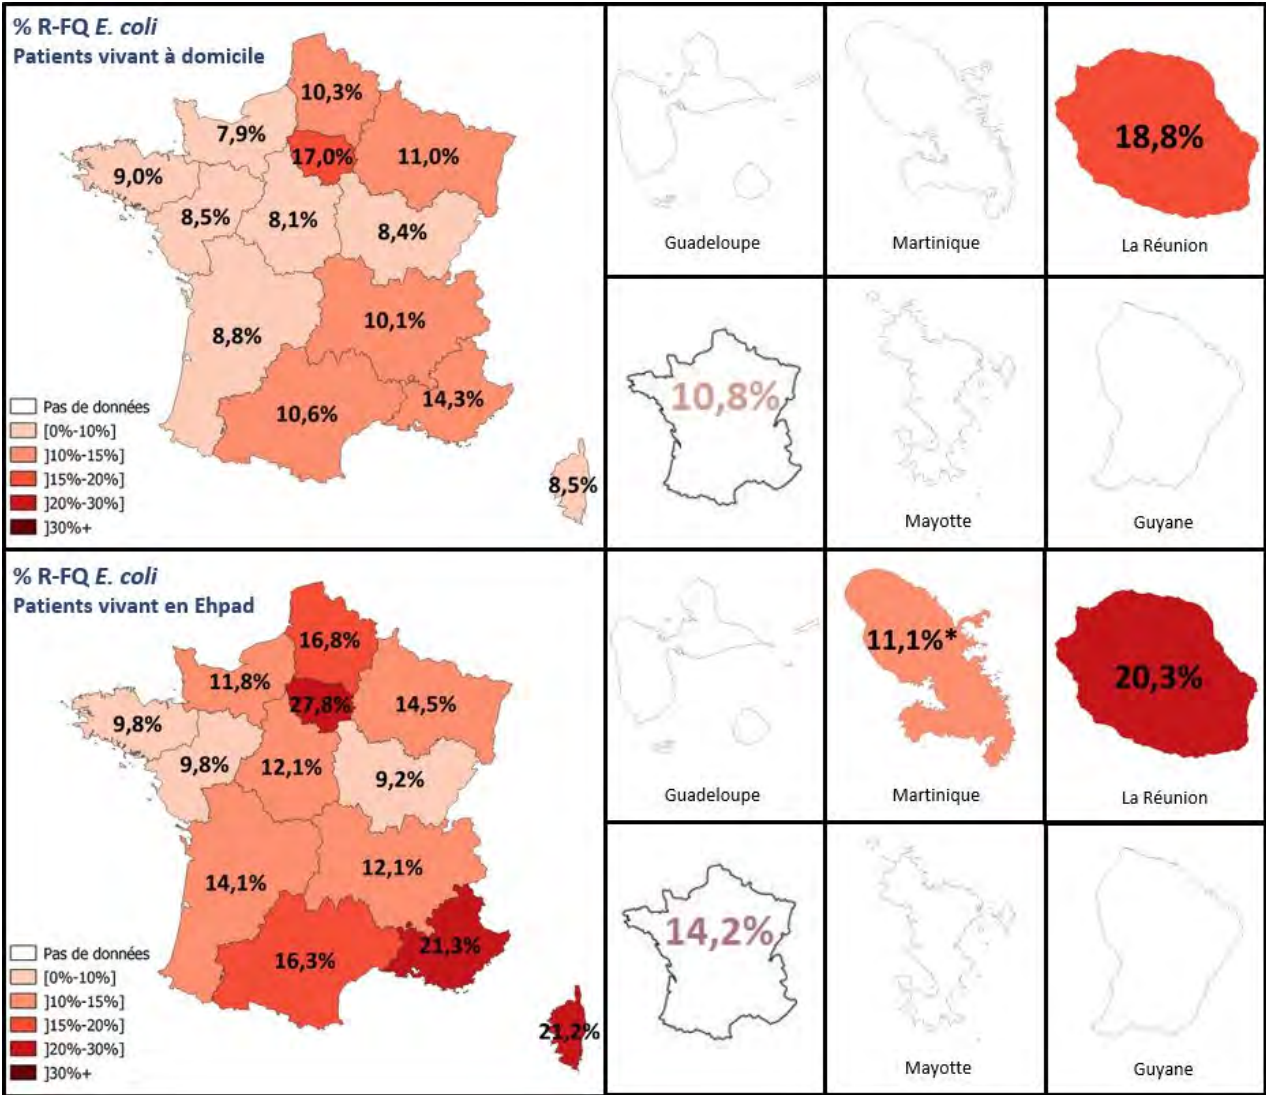 % R-FQ E. coli
Patients vivant à domicile
10,3%
7,9%
17,0%
11,0%
9,0%
8,5%
8,1%
8,4%
8,8%
10,1%
10,6%
14,3%
8,5%
Pas de données
[0%-10%]
]10%-15%]
]15%-20%]
]20%-30%]
]30%+
Guadeloupe
Martinique
18,8%
La Réunion
10,8%
Mayotte
Guyane
% R-FQ E. coli
Patients vivant en Ehpad
16,8%
11,8%
27,8%
14,5%
9,8%
9,8%
12,1%
9,2%
14,1%
12,1%
16,3%
21,3%
21,2%
Pas de données
[0%-10%]
]10%-15%]
]15%-20%]
]20%-30%]
]30%+
Guadeloupe
11,1%*
Martinique
20,3%
La Réunion
14,2%
Mayotte
Guyane